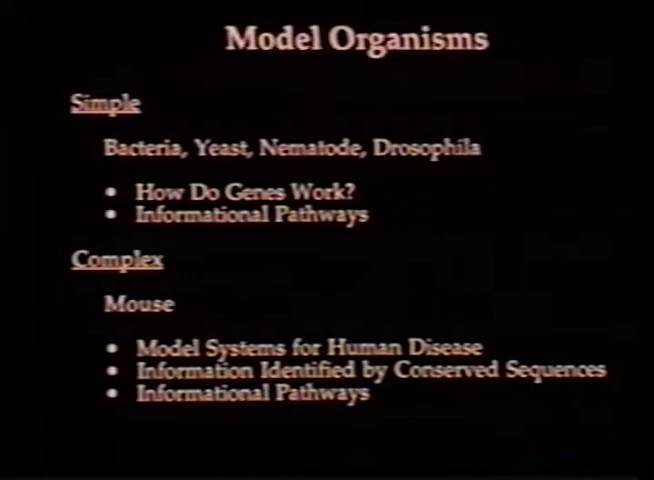 Model Organisms
Simple
Bacteria, Yeast, Nematode, Drosophila
• How Do Genes Work?
• Informational Pathways
Complex
Mouse
• Model Systems for Human Disease
• Information Identified by Conserved Sequences
• Informational Pathways